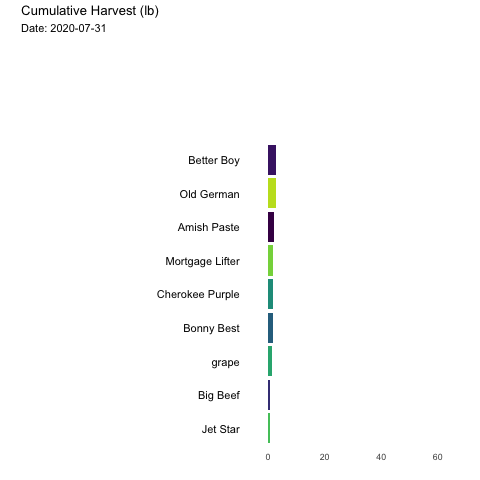 Cumulative Harvest (lb)
Date: 2020-07-31
Better Boy
Old German
Amish Paste
Mortgage Lifter
Cherokee Purple
Bonny Best
grape
Big Beef
Jet Star
0 20 40 60